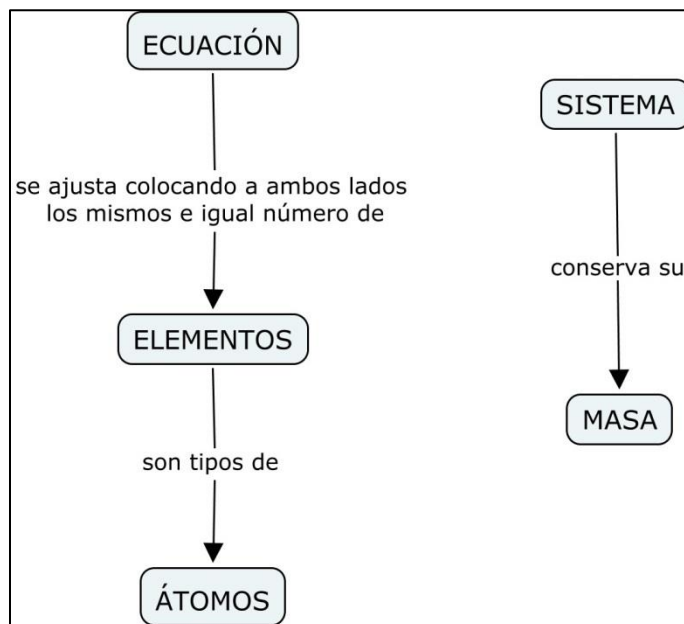 ECUACIÓN
se ajusta colocando a ambos lados
los mismos e igual número de
ELEMENTOS
son tipos de
ÁTOMOS
SISTEMA
conserva su
MASA